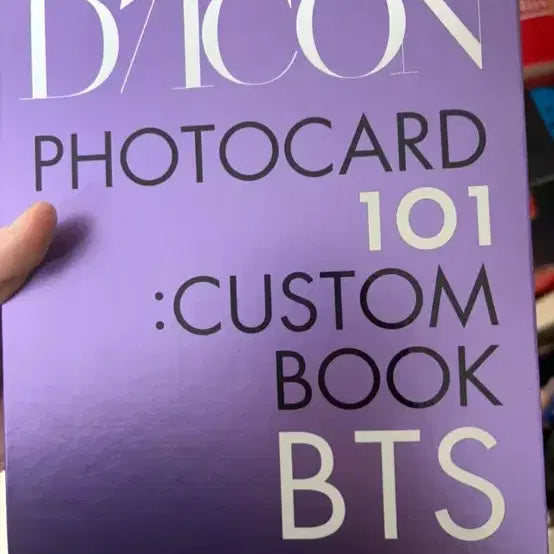 D/ICON
PHOTOCARD
101
:CUSTOM
BOOK
BTS